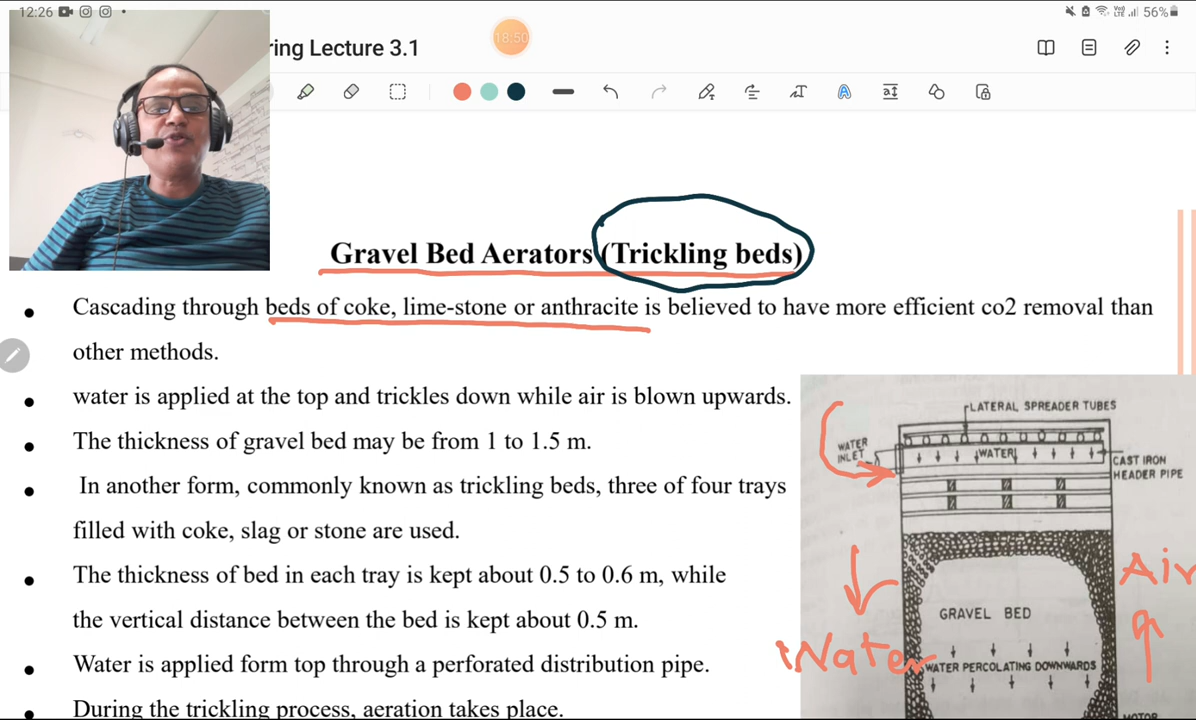 12:26
56%
ring Lecture 3.1
18:50
Gravel Bed Aerators (Trickling beds)
Cascading through beds of coke, lime-stone or anthracite is believed to have more efficient co2 removal than
other methods.
water is applied at the top and trickles down while air is blown upwards.
The thickness of gravel bed may be from 1 to 1.5 m.
In another form, commonly known as trickling beds, three of four trays
filled with coke, slag or stone are used.
The thickness of bed in each tray is kept about 0.5 to 0.6 m, while
the vertical distance between the bed is kept about 0.5 m.
Water is applied form top through a perforated distribution pipe.
During the trickling process, aeration takes place.
LATERAL SPREADER TUBES
WATER
INLET
WATER
CAST IRON
HEADER PIPE
Air
GRAVEL BED
Water
WATER PERCOLATING DOWNWARDS
MOTOR